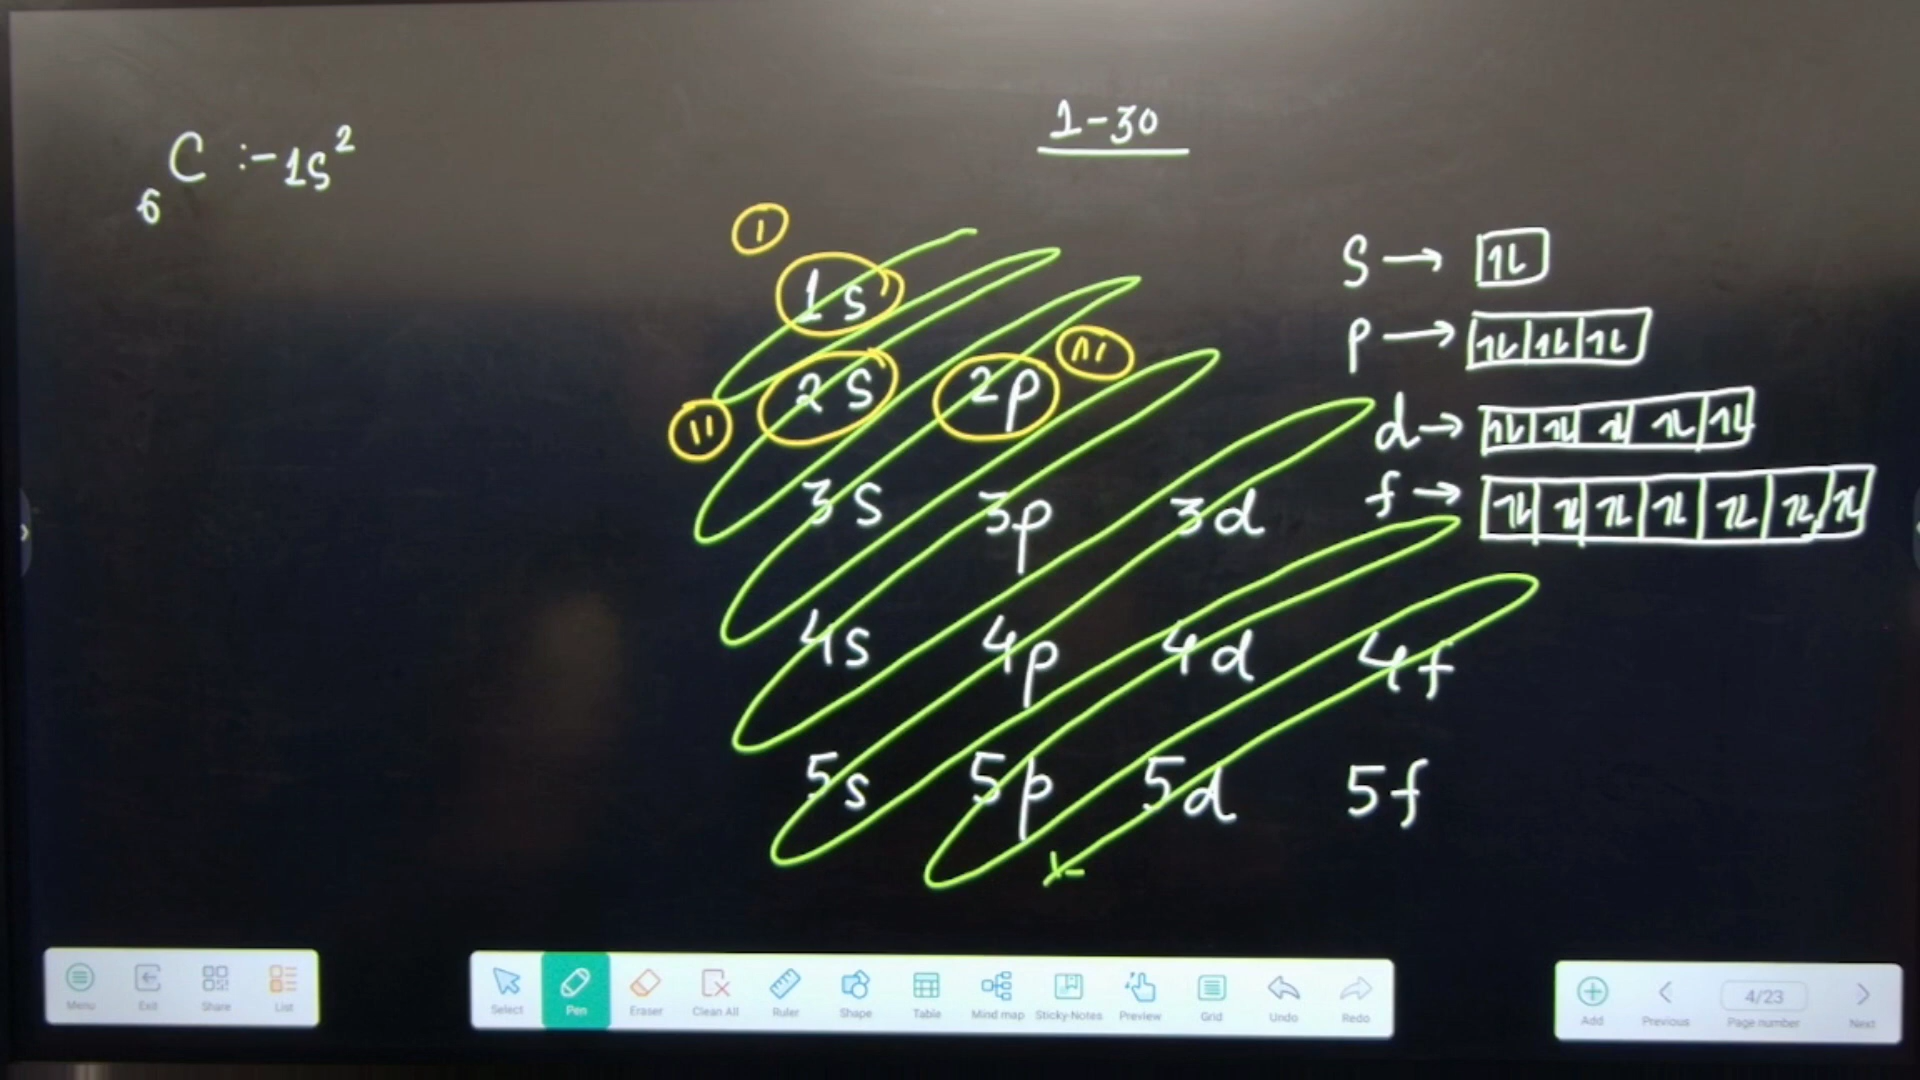 1-30
₆C :- 1s²
I
1s
2s 2p III
II
3s 3p 3d
4s 4p 4d 4f
5s 5p 5d 5f
s → 1L
p → 1L 1L 1L
d → 1L 1L 1L 1L 1L
f → 1L 1L 1L 1L 1L 1L 1L
Menu Exit Share List
Select Pen Eraser Clean All Ruler Shape Table Mind map Sticky-Notes Preview Grid Undo Redo
4/23
Add Previous Page number Next